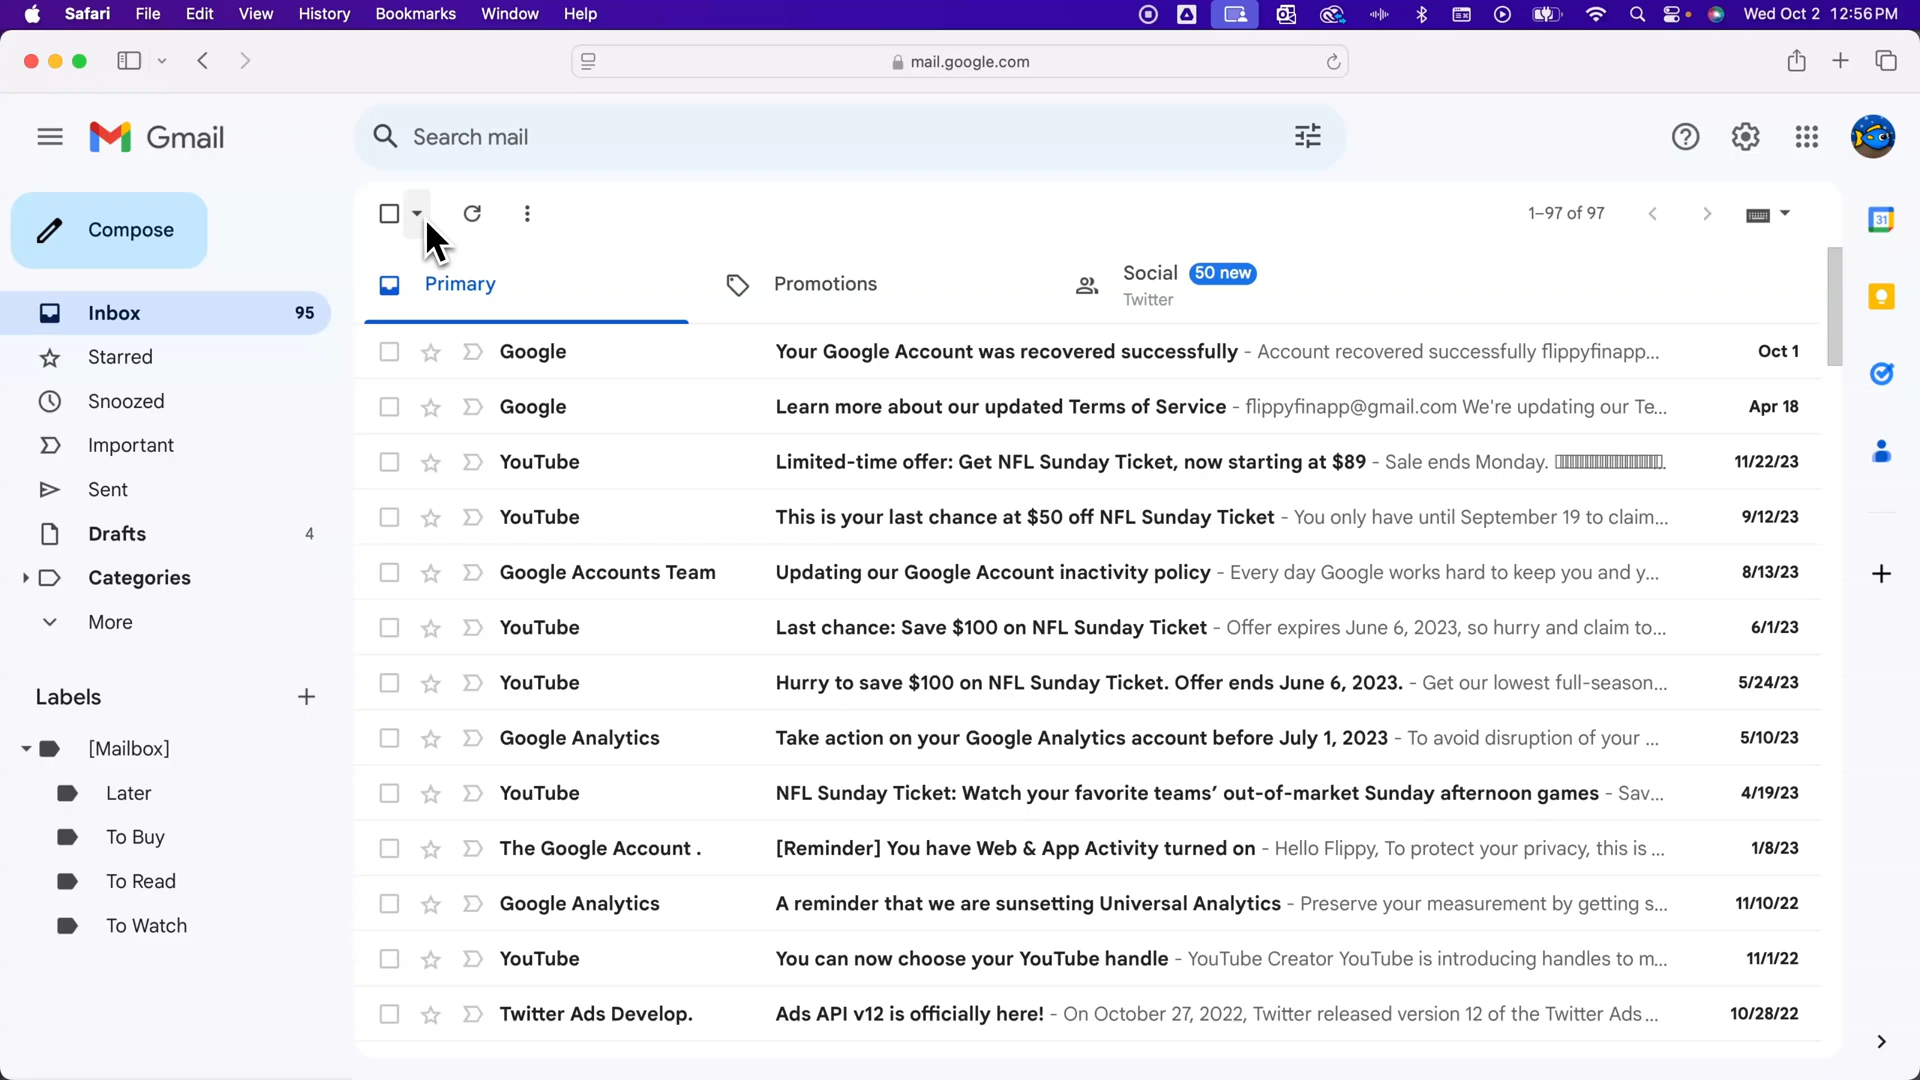 Safari File Edit View History Bookmarks Window Help Wed Oct 2 12:56 PM
mail.google.com
Gmail
Search mail
Compose
1–97 of 97
31
Primary
Promotions
Social 50 new
Twitter
Inbox 95
Starred
Snoozed
Important
Sent
Drafts 4
Categories
More
Labels
[Mailbox]
Later
To Buy
To Read
To Watch
Google Your Google Account was recovered successfully - Account recovered successfully flippyfinapp... Oct 1
Google Learn more about our updated Terms of Service - flippyfinapp@gmail.com We're updating our Te... Apr 18
YouTube Limited-time offer: Get NFL Sunday Ticket, now starting at $89 - Sale ends Monday. 11/22/23
YouTube This is your last chance at $50 off NFL Sunday Ticket - You only have until September 19 to claim... 9/12/23
Google Accounts Team Updating our Google Account inactivity policy - Every day Google works hard to keep you and y... 8/13/23
YouTube Last chance: Save $100 on NFL Sunday Ticket - Offer expires June 6, 2023, so hurry and claim to... 6/1/23
YouTube Hurry to save $100 on NFL Sunday Ticket. Offer ends June 6, 2023. - Get our lowest full-season... 5/24/23
Google Analytics Take action on your Google Analytics account before July 1, 2023 - To avoid disruption of your ... 5/10/23
YouTube NFL Sunday Ticket: Watch your favorite teams’ out-of-market Sunday afternoon games - Sav... 4/19/23
The Google Account . [Reminder] You have Web & App Activity turned on - Hello Flippy, To protect your privacy, this is ... 1/8/23
Google Analytics A reminder that we are sunsetting Universal Analytics - Preserve your measurement by getting s... 11/10/22
YouTube You can now choose your YouTube handle - YouTube Creator YouTube is introducing handles to m... 11/1/22
Twitter Ads Develop. Ads API v12 is officially here! - On October 27, 2022, Twitter released version 12 of the Twitter Ads ... 10/28/22